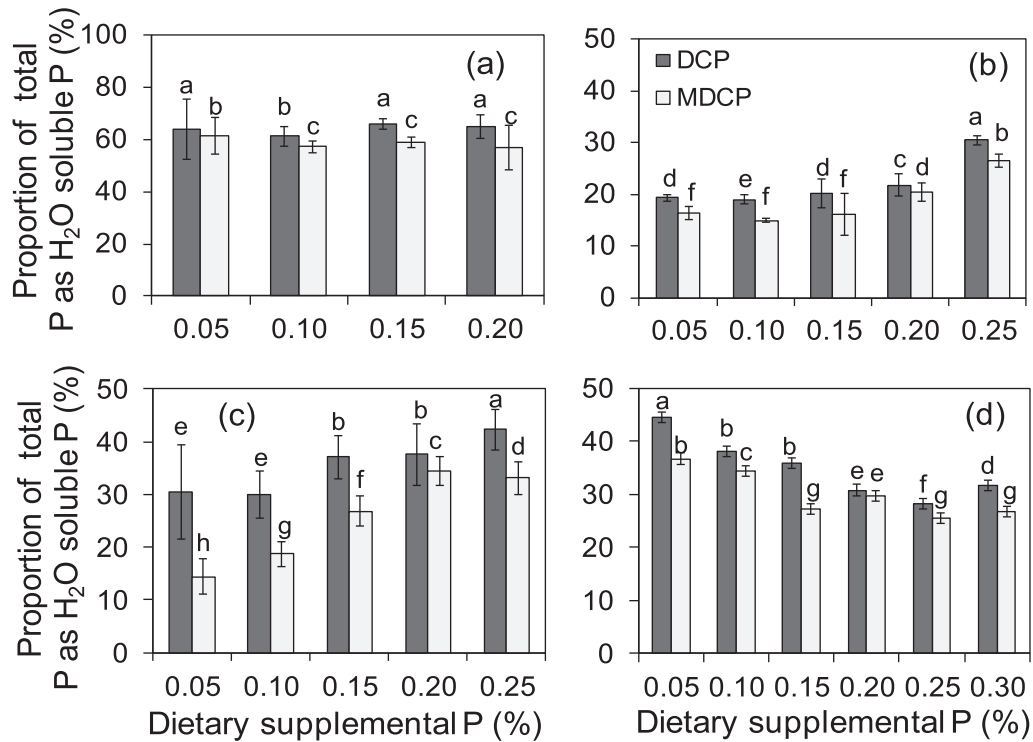 Proportion of total
P as H2O soluble P (%)
100
80
60
40
20
0
(a)
a
b
b
c
a
c
a
c
0.05
0.10
0.15
0.20
50
40
30
20
10
0
DCP
MDCP
(b)
d
f
e
f
d
f
c
d
a
b
0.05
0.10
0.15
0.20
0.25
Proportion of total
P as H2O soluble P (%)
50
40
30
20
10
0
(c)
e
h
e
g
b
f
b
c
a
d
0.05
0.10
0.15
0.20
0.25
Dietary supplemental P (%)
50
40
30
20
10
0
(d)
a
b
b
c
b
g
e
e
f
g
d
g
0.05
0.10
0.15
0.20
0.25
0.30
Dietary supplemental P (%)